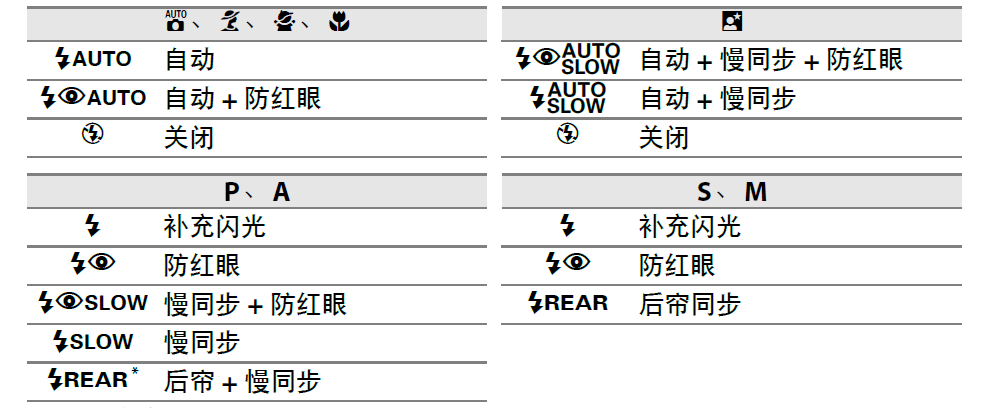 AUTO、 、 、
AUTO 自动
AUTO 自动 + 防红眼
关闭
AUTO SLOW 自动 + 慢同步 + 防红眼
AUTO SLOW 自动 + 慢同步
关闭
P、 A
补充闪光
防红眼
SLOW 慢同步 + 防红眼
SLOW 慢同步
REAR* 后帘 + 慢同步
S、 M
补充闪光
防红眼
REAR 后帘同步